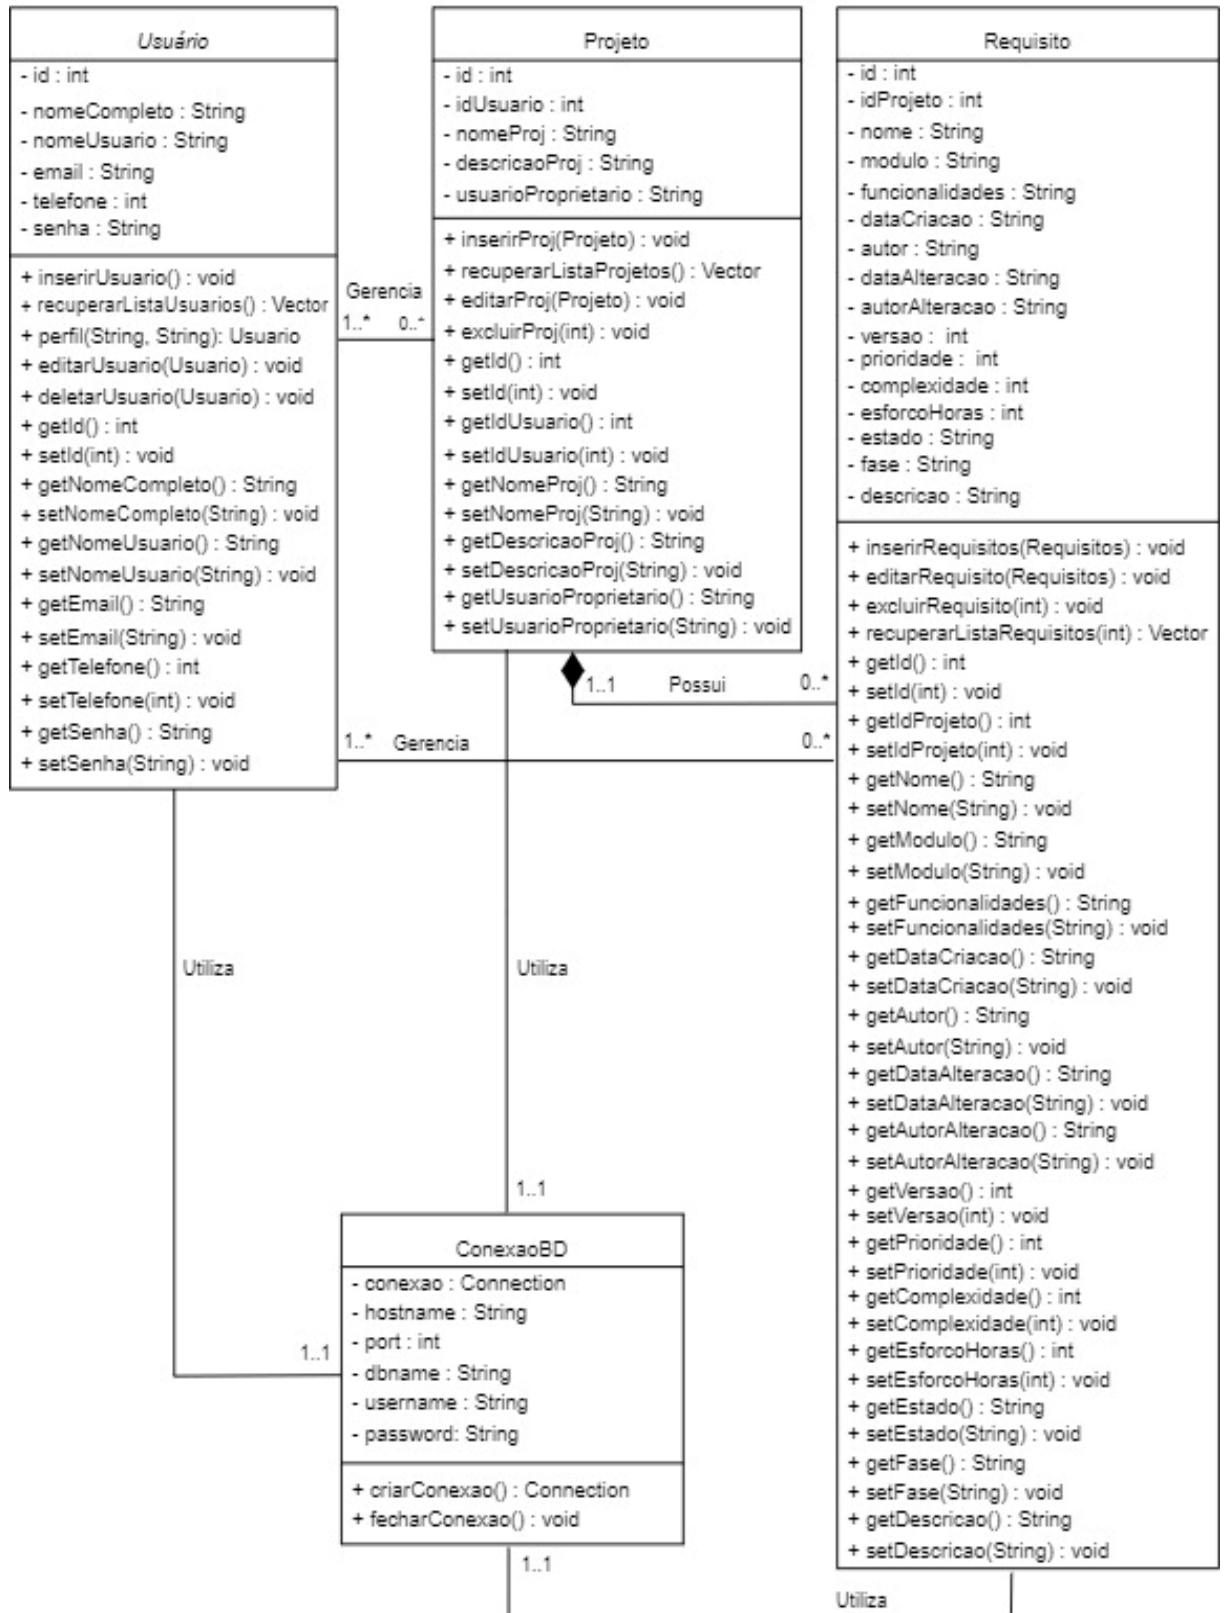 Usuário
- id : int
- nomeCompleto : String
- nomeUsuario : String
- email : String
- telefone : int
- senha : String
+ inserirUsuario() : void
+ recuperarListaUsuarios() : Vector
+ perfil(String, String): Usuario
+ editarUsuario(Usuario) : void
+ deletarUsuario(Usuario) : void
+ getId() : int
+ setId(int) : void
+ getNomeCompleto() : String
+ setNomeCompleto(String) : void
+ getNomeUsuario() : String
+ setNomeUsuario(String) : void
+ getEmail() : String
+ setEmail(String) : void
+ getTelefone() : int
+ setTelefone(int) : void
+ getSenha() : String
+ setSenha(String) : void
Gerencia
1..* 0..*
Projeto
- id : int
- idUsuario : int
- nomeProj : String
- descricaoProj : String
- usuarioProprietario : String
+ inserirProj(Projeto) : void
+ recuperarListaProjetos() : Vector
+ editarProj(Projeto) : void
+ excluirProj(int) : void
+ getId() : int
+ setId(int) : void
+ getIdUsuario() : int
+ setIdUsuario(int) : void
+ getNomeProj() : String
+ setNomeProj(String) : void
+ getDescricaoProj() : String
+ setDescricaoProj(String) : void
+ getUsuarioProprietario() : String
+ setUsuarioProprietario(String) : void
1..1 Possui 0..*
1..* Gerencia 0..*
Requisito
- id : int
- idProjeto : int
- nome : String
- modulo : String
- funcionalidades : String
- dataCriacao : String
- autor : String
- dataAlteracao : String
- autorAlteracao : String
- versao : int
- prioridade : int
- complexidade : int
- esforcoHoras : int
- estado : String
- fase : String
- descricao : String
+ inserirRequisitos(Requisitos) : void
+ editarRequisito(Requisitos) : void
+ excluirRequisito(int) : void
+ recuperarListaRequisitos(int) : Vector
+ getId() : int
+ setId(int) : void
+ getIdProjeto() : int
+ setIdProjeto(int) : void
+ getNome() : String
+ setNome(String) : void
+ getModulo() : String
+ setModulo(String) : void
+ getFuncionalidades() : String
+ setFuncionalidades(String) : void
+ getDataCriacao() : String
+ setDataCriacao(String) : void
+ getAutor() : String
+ setAutor(String) : void
+ getDataAlteracao() : String
+ setDataAlteracao(String) : void
+ getAutorAlteracao() : String
+ setAutorAlteracao(String) : void
+ getVersao() : int
+ setVersao(int) : void
+ getPrioridade() : int
+ setPrioridade(int) : void
+ getComplexidade() : int
+ setComplexidade(int) : void
+ getEsforcoHoras() : int
+ setEsforcoHoras(int) : void
+ getEstado() : String
+ setEstado(String) : void
+ getFase() : String
+ setFase(String) : void
+ getDescricao() : String
+ setDescricao(String) : void
Utiliza
Utiliza
1..1
1..1
ConexaoBD
- conexao : Connection
- hostname : String
- port : int
- dbname : String
- username : String
- password: String
+ criarConexao() : Connection
+ fecharConexao() : void
1..1
Utiliza